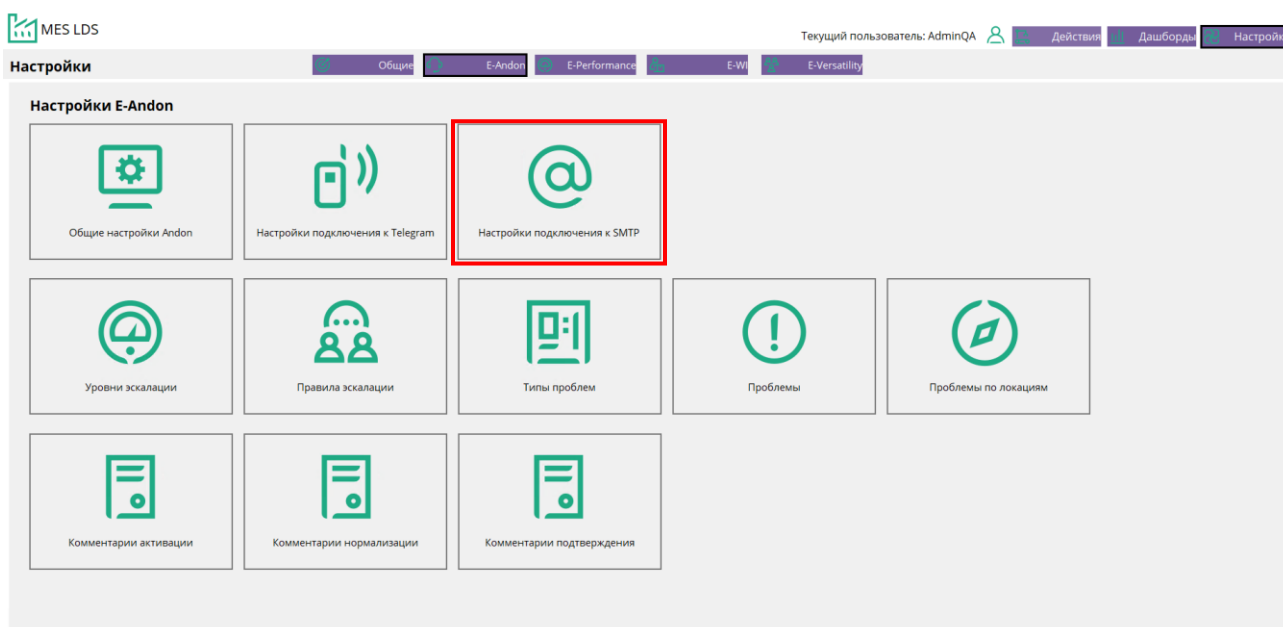 MES LDS
Текущий пользователь: AdminQA
Действия
Дашборды
Настройк
Настройки
Общие
E-Andon
E-Performance
E-WI
E-Versatility
Настройки E-Andon
Общие настройки Andon
Настройки подключения к Telegram
Настройки подключения к SMTP
Уровни эскалации
Правила эскалации
Типы проблем
Проблемы
Проблемы по локациям
Комментарии активации
Комментарии нормализации
Комментарии подтверждения